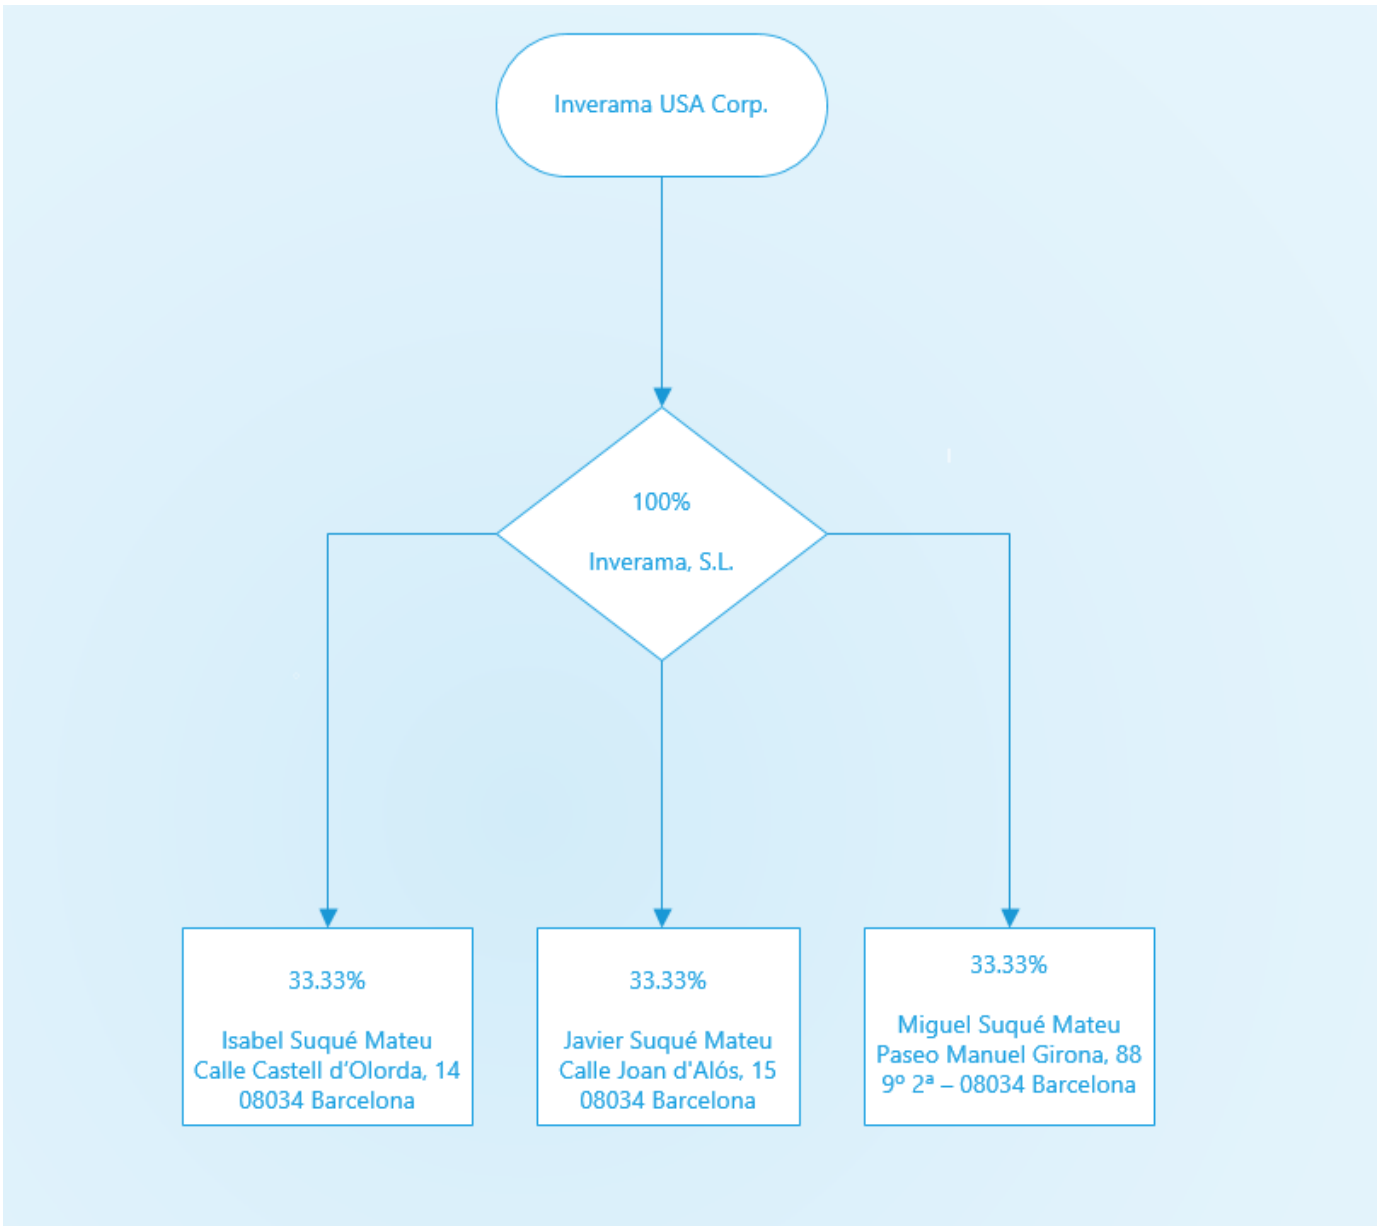 Inverama USA Corp.
100%
Inverama, S.L.
33.33%
Isabel Suqué Mateu
Calle Castell d’Olorda, 14
08034 Barcelona
33.33%
Javier Suqué Mateu
Calle Joan d'Alós, 15
08034 Barcelona
33.33%
Miguel Suqué Mateu
Paseo Manuel Girona, 88
9º 2ª – 08034 Barcelona